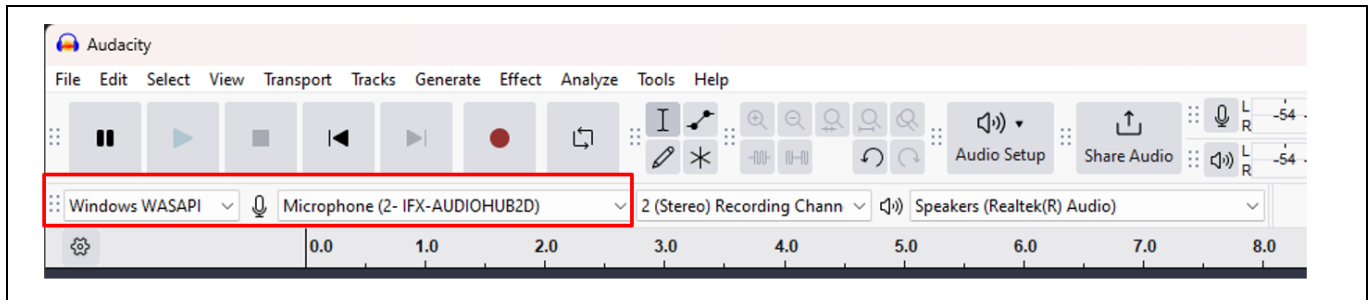 Audacity
File Edit Select View Transport Tracks Generate Effect Analyze Tools Help
L -54
R
Audio Setup Share Audio
L -54
R
Windows WASAPI Microphone (2- IFX-AUDIOHUB2D) 2 (Stereo) Recording Chann Speakers (Realtek(R) Audio)
0.0 1.0 2.0 3.0 4.0 5.0 6.0 7.0 8.0